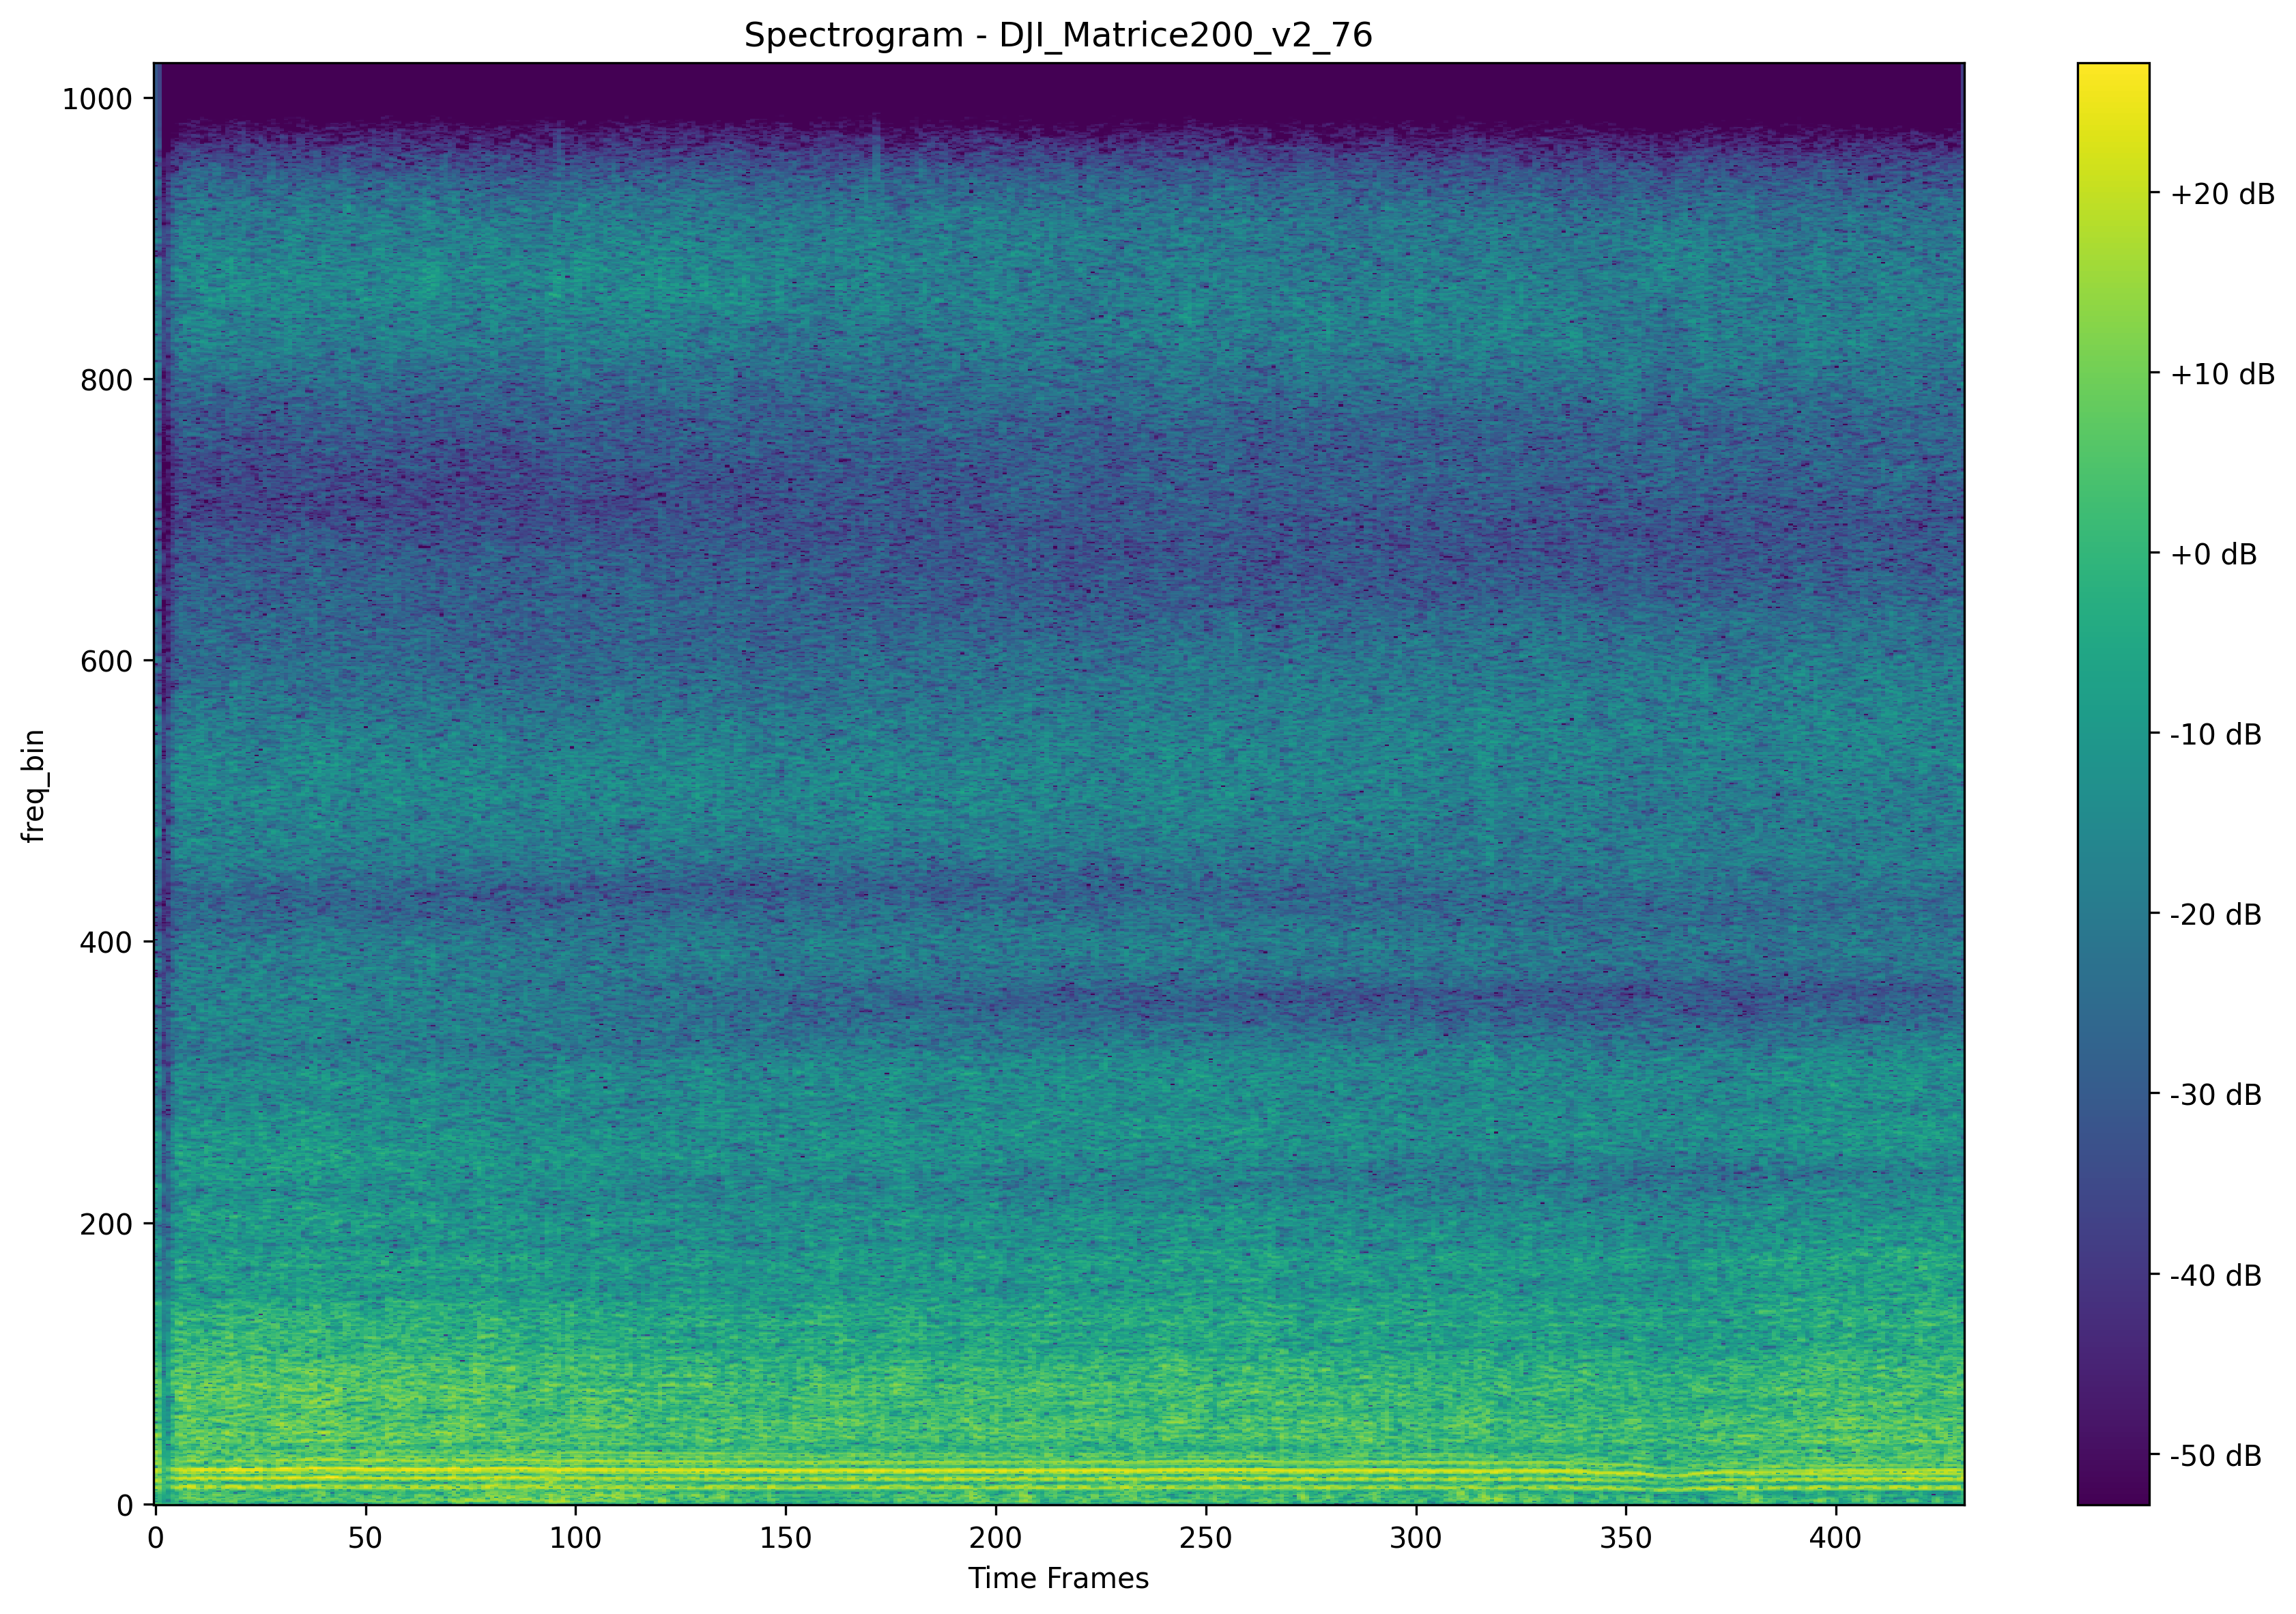 Spectrogram - DJI_Matrice200_v2_76
1000
800
600
400
200
0
freq_bin
0 50 100 150 200 250 300 350 400
Time Frames
+20 dB
+10 dB
+0 dB
-10 dB
-20 dB
-30 dB
-40 dB
-50 dB